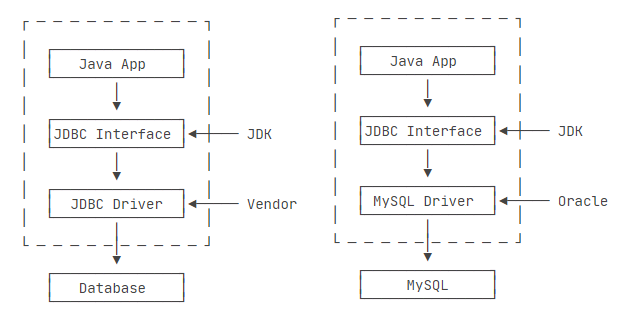 Java App
JDBC Interface
JDK
JDBC Driver
Vendor
Database
Java App
JDBC Interface
JDK
MySQL Driver
Oracle
MySQL